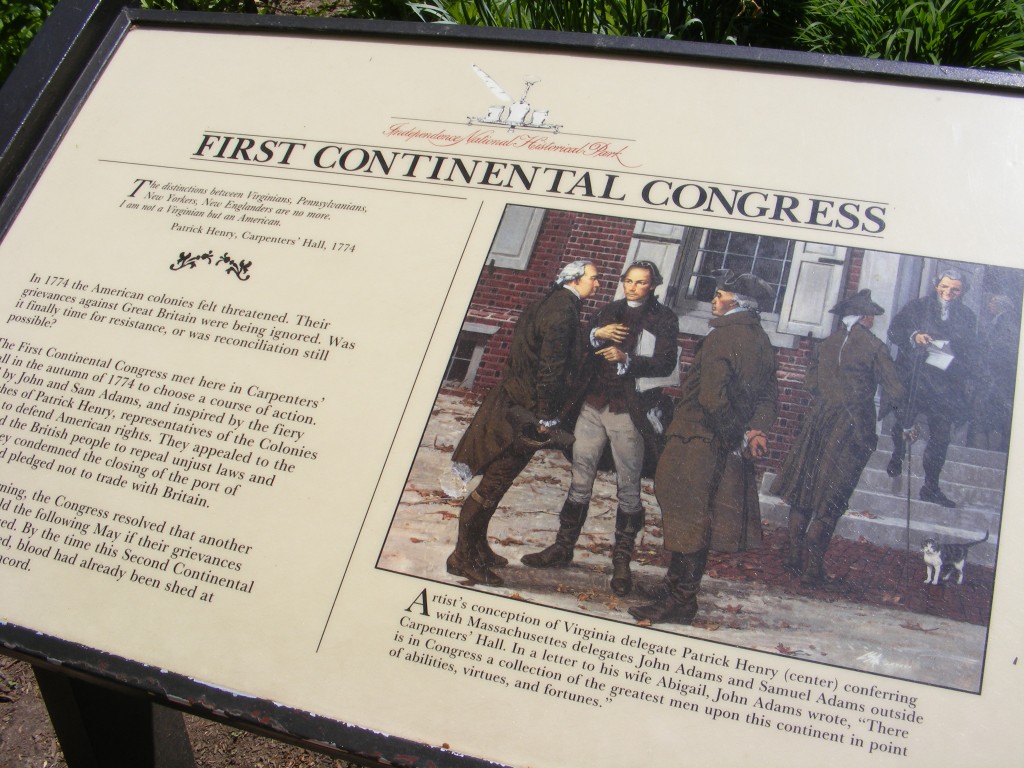 Independence National Historical Park
FIRST CONTINENTAL CONGRESS
The distinctions between Virginians, Pennsylvanians,
New Yorkers, New Englanders are no more.
I am not a Virginian but an American.
Patrick Henry, Carpenters' Hall, 1774
In 1774 the American colonies felt threatened. Their
grievances against Great Britain were being ignored. Was
it finally time for resistance, or was reconciliation still
possible?
The First Continental Congress met here in Carpenters'
all in the autumn of 1774 to choose a course of action.
by John and Sam Adams, and inspired by the fiery
hes of Patrick Henry, representatives of the Colonies
to defend American rights. They appealed to the
d the British people to repeal unjust laws and
ey condemned the closing of the port of
d pledged not to trade with Britain.
ning, the Congress resolved that another
ld the following May if their grievances
ed. By the time this Second Continental
ed, blood had already been shed at
ncord.
Artist's conception of Virginia delegate Patrick Henry (center) conferring
with Massachusettes delegates John Adams and Samuel Adams outside
Carpenters' Hall. In a letter to his wife Abigail, John Adams wrote, "There
is in Congress a collection of the greatest men upon this continent in point
of abilities, virtues, and fortunes."